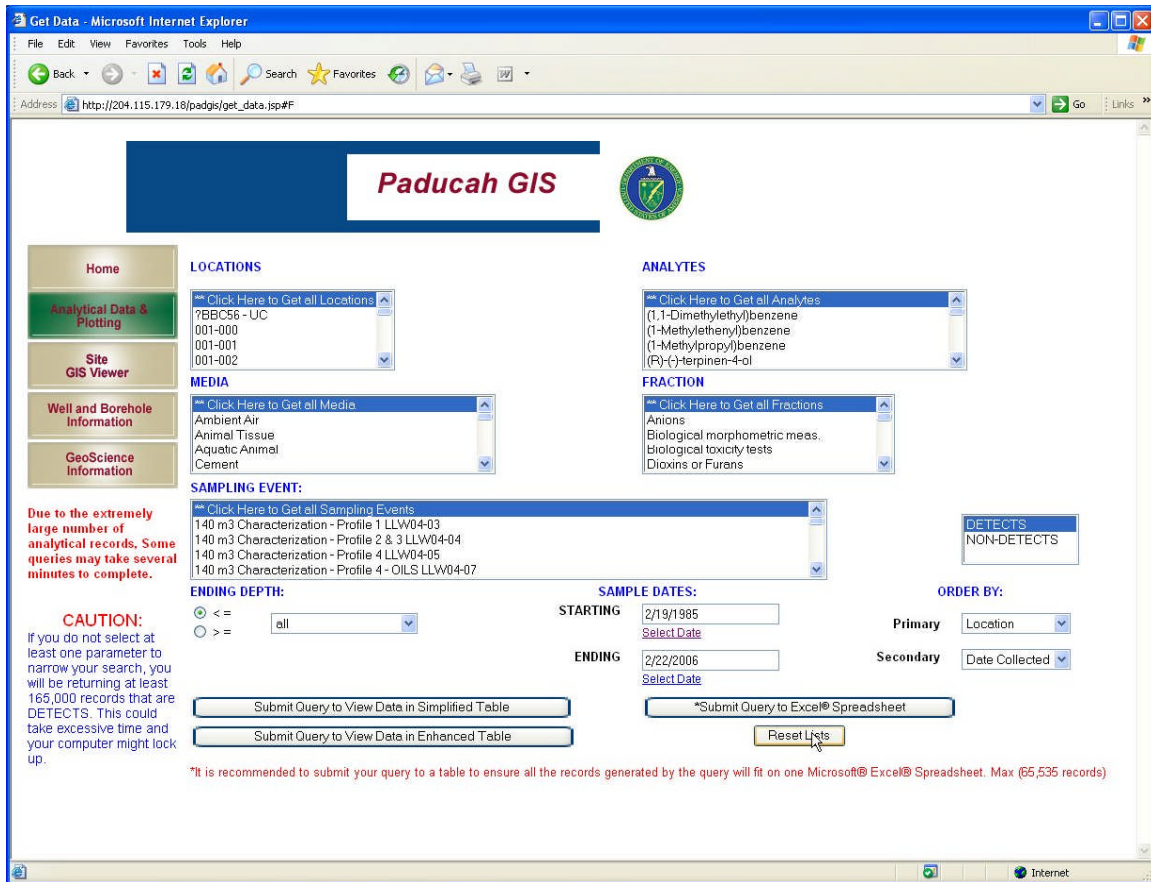 Get Data - Microsoft Internet Explorer
File Edit View Favorites Tools Help
Back Search Favorites
Address http://204.115.179.18/padgis/get_data.jsp#F Go Links »
Paducah GIS
Home
Analytical Data &
Plotting
Site
GIS Viewer
Well and Borehole
Information
GeoScience
Information
Due to the extremely
large number of
analytical records, Some
queries may take several
minutes to complete.
CAUTION:
If you do not select at
least one parameter to
narrow your search, you
will be returning at least
165,000 records that are
DETECTS. This could
take excessive time and
your computer might lock
up.
LOCATIONS
** Click Here to Get all Locations
?BBC56 - UC
001-000
001-001
001-002
ANALYTES
** Click Here to Get all Analytes
(1,1-Dimethylethyl)benzene
(1-Methylethenyl)benzene
(1-Methylpropyl)benzene
(R)-(-)-terpinen-4-ol
MEDIA
** Click Here to Get all Media
Ambient Air
Animal Tissue
Aquatic Animal
Cement
FRACTION
** Click Here to Get all Fractions
Anions
Biological morphometric meas.
Biological toxicity tests
Dioxins or Furans
SAMPLING EVENT:
** Click Here to Get all Sampling Events
140 m3 Characterization - Profile 1 LLW04-03
140 m3 Characterization - Profile 2 & 3 LLW04-04
140 m3 Characterization - Profile 4 LLW04-05
140 m3 Characterization - Profile 4 - OILS LLW04-07
DETECTS
NON-DETECTS
ENDING DEPTH:
< =
> =
all
SAMPLE DATES:
STARTING 2/19/1985
Select Date
ENDING 2/22/2006
Select Date
ORDER BY:
Primary Location
Secondary Date Collected
Submit Query to View Data in Simplified Table
*Submit Query to Excel® Spreadsheet
Submit Query to View Data in Enhanced Table
Reset Lists
*It is recommended to submit your query to a table to ensure all the records generated by the query will fit on one Microsoft® Excel® Spreadsheet. Max (65,535 records)
Internet